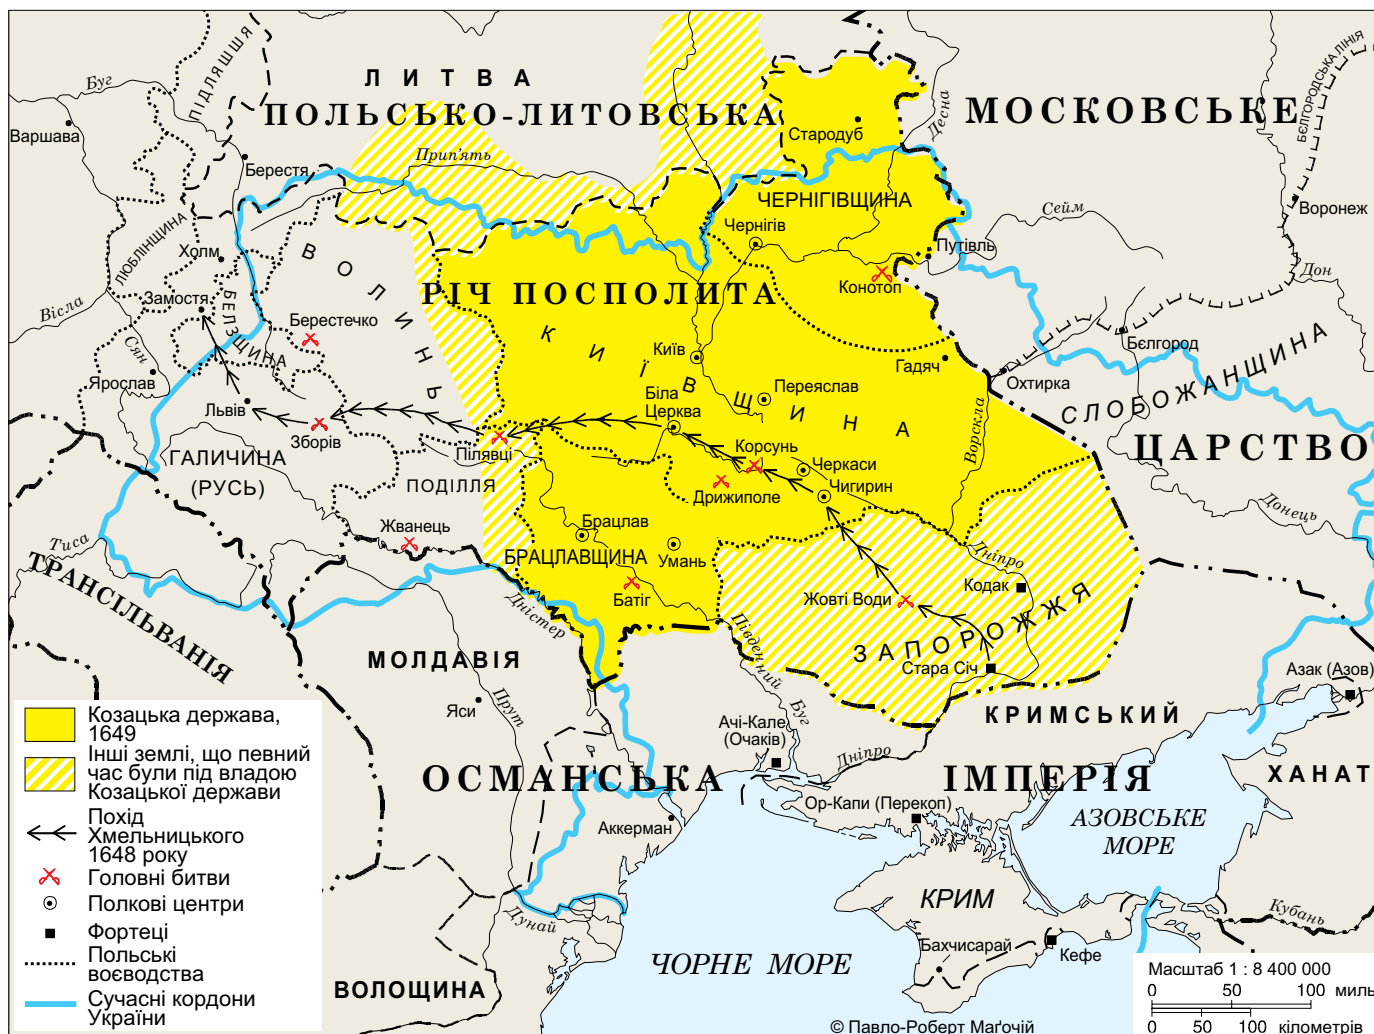 ЛИТВА
ПОЛЬСЬКО-ЛИТОВСЬКА
РІЧ ПОСПОЛИТА
МОСКОВСЬКЕ
ЦАРСТВО
БЄЛГОРОДСЬКА ЛІНІЯ
Буг
ПІДЛЯШШЯ
Варшава
Берестя
Прип'ять
Стародуб
Десна
ЧЕРНІГІВЩИНА
Чернігів
Путівль
Сейм
Воронеж
Дон
ЛЮБЛІНЩИНА
Холм
ВОЛИНЬ
Замостя
БЕЛЗЩИНА
Вісла
Сян
Берестечко
Конотоп
Київ
КИЇВЩИНА
Гадяч
Бєлгород
Охтирка
СЛОБОЖАНЩИНА
Ярослав
Львів
Зборів
Переяслав
Біла
Церква
Ворскла
Пілявці
Корсунь
Черкаси
Чигирин
Дрижиполе
ГАЛИЧИНА
(РУСЬ)
ПОДІЛЛЯ
Донець
Тиса
ТРАНСІЛЬВАНІЯ
Жванець
Брацлав
БРАЦЛАВЩИНА
Умань
Батіг
Дністер
Дніпро
Кодак
Жовті Води
ЗАПОРОЖЖЯ
Стара Січ
Південний
Буг
МОЛДАВІЯ
Яси
Прут
Азак (Азов)
КРИМСЬКИЙ
ХАНАТ
Ачі-Кале
(Очаків)
Дніпро
ОСМАНСЬКА
ІМПЕРІЯ
Ор-Капи (Перекоп)
АЗОВСЬКЕ
МОРЕ
Аккерман
КРИМ
Бахчисарай
Кефе
Кубань
Дунай
ВОЛОЩИНА
ЧОРНЕ МОРЕ
Козацька держава,
1649
Інші землі, що певний
час були під владою
Козацької держави
Похід
Хмельницького
1648 року
Головні битви
Полкові центри
Фортеці
Польські
воєводства
Сучасні кордони
України
Масштаб 1 : 8 400 000
0 50 100 миль
0 50 100 кілометрів
© Павло-Роберт Маґочій